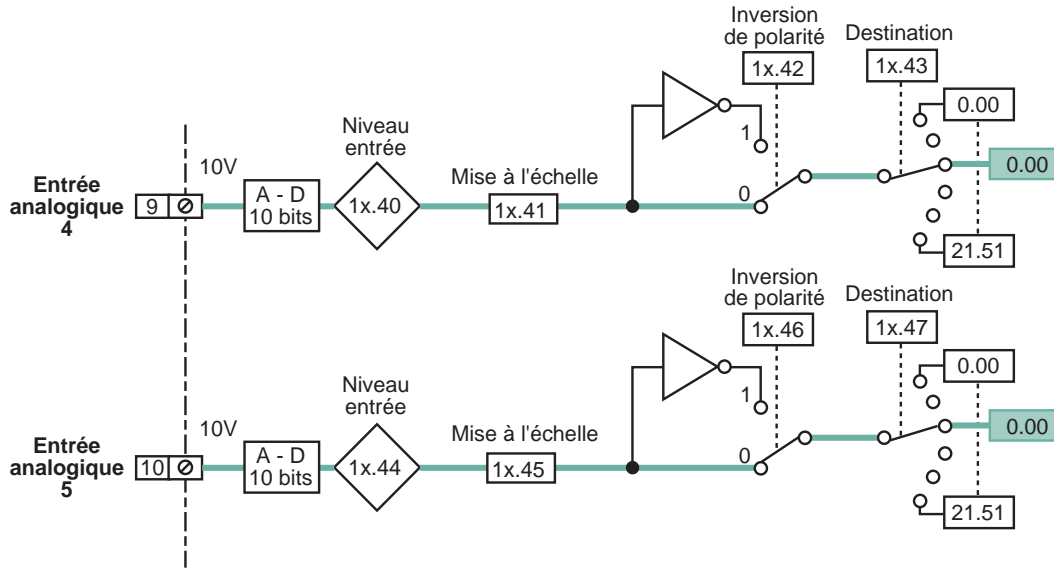 Inversion
de polarité
Destination
1x.42
1x.43
0.00
Niveau
entrée
1
10V
Mise à l'échelle
0.00
Entrée
analogique
4
9
A - D
10 bits
1x.40
1x.41
0
21.51
Inversion
de polarité
Destination
1x.46
1x.47
0.00
Niveau
entrée
1
10V
Mise à l'échelle
0.00
Entrée
analogique
5
10
A - D
10 bits
1x.44
1x.45
0
21.51